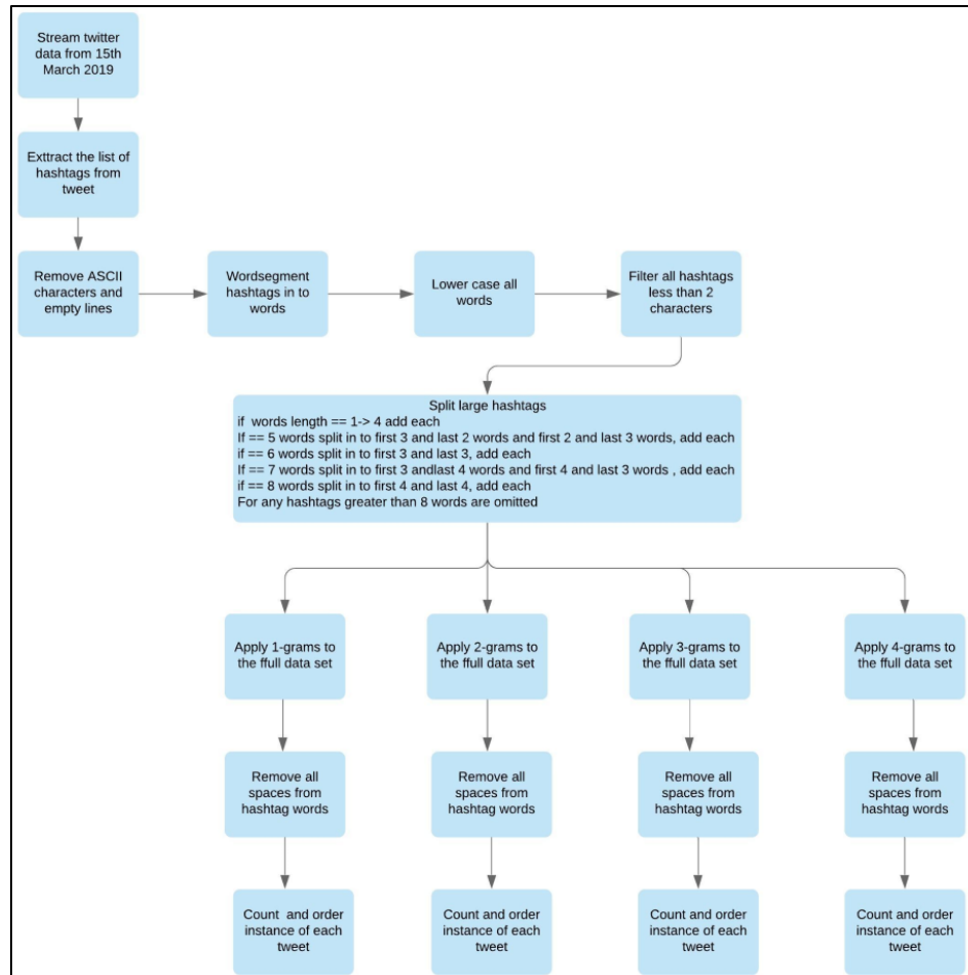 Stream twitter
data from 15th
March 2019
Exttract the list of
hashtags from
tweet
Remove ASCII
characters and
empty lines
Wordsegment
hashtags in to
words
Lower case all
words
Filter all hashtags
less than 2
characters
Split large hashtags
if  words length == 1-> 4 add each
If == 5 words split in to first 3 and last 2 words and first 2 and last 3 words, add each
if == 6 words split in to first 3 and last 3, add each
If == 7 words split in to first 3 andlast 4 words and first 4 and last 3 words , add each
if == 8 words split in to first 4 and last 4, add each
For any hashtags greater than 8 words are omitted
Apply 1-grams to
the ffull data set
Apply 2-grams to
the ffull data set
Apply 3-grams to
the ffull data set
Apply 4-grams to
the ffull data set
Remove all
spaces from
hashtag words
Remove all
spaces from
hashtag words
Remove all
spaces from
hashtag words
Remove all
spaces from
hashtag words
Count  and order
instance of each
tweet
Count and order
instance of each
tweet
Count and order
instance of each
tweet
Count and order
instance of each
tweet